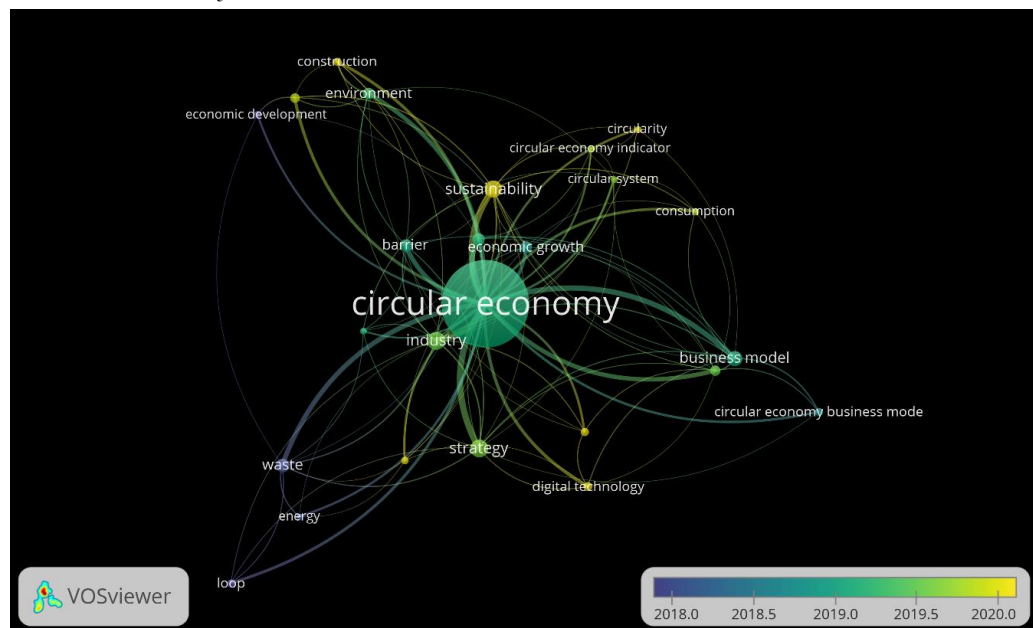 construction
environment
economic development
circularity
circular economy indicator
circular system
sustainability
consumption
barrier
economic growth
circular economy
industry
business model
circular economy business mode
strategy
waste
digital technology
energy
loop
VOSviewer
2018.0 2018.5 2019.0 2019.5 2020.0